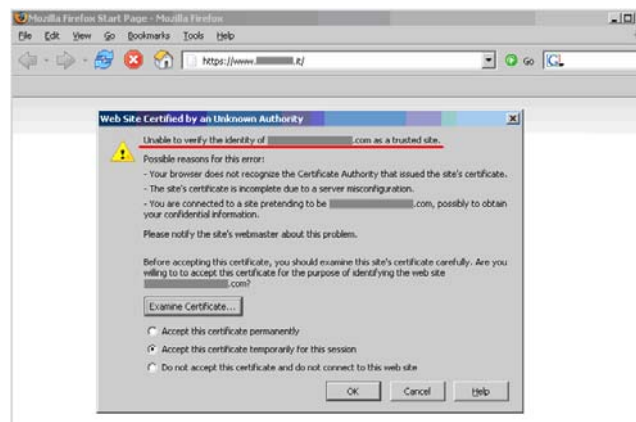 Mozilla Firefox Start Page - Mozilla Firefox
File Edit View Go Bookmarks Tools Help
https://www. .it/ Go G
Web Site Certified by an Unknown Authority
Unable to verify the identity of .com as a trusted site.
Possible reasons for this error:
- Your browser does not recognize the Certificate Authority that issued the site's certificate.
- The site's certificate is incomplete due to a server misconfiguration.
- You are connected to a site pretending to be .com, possibly to obtain
your confidential information.
Please notify the site's webmaster about this problem.
Before accepting this certificate, you should examine this site's certificate carefully. Are you
willing to to accept this certificate for the purpose of identifying the web site
.com?
Examine Certificate...
Accept this certificate permanently
Accept this certificate temporarily for this session
Do not accept this certificate and do not connect to this web site
OK Cancel Help